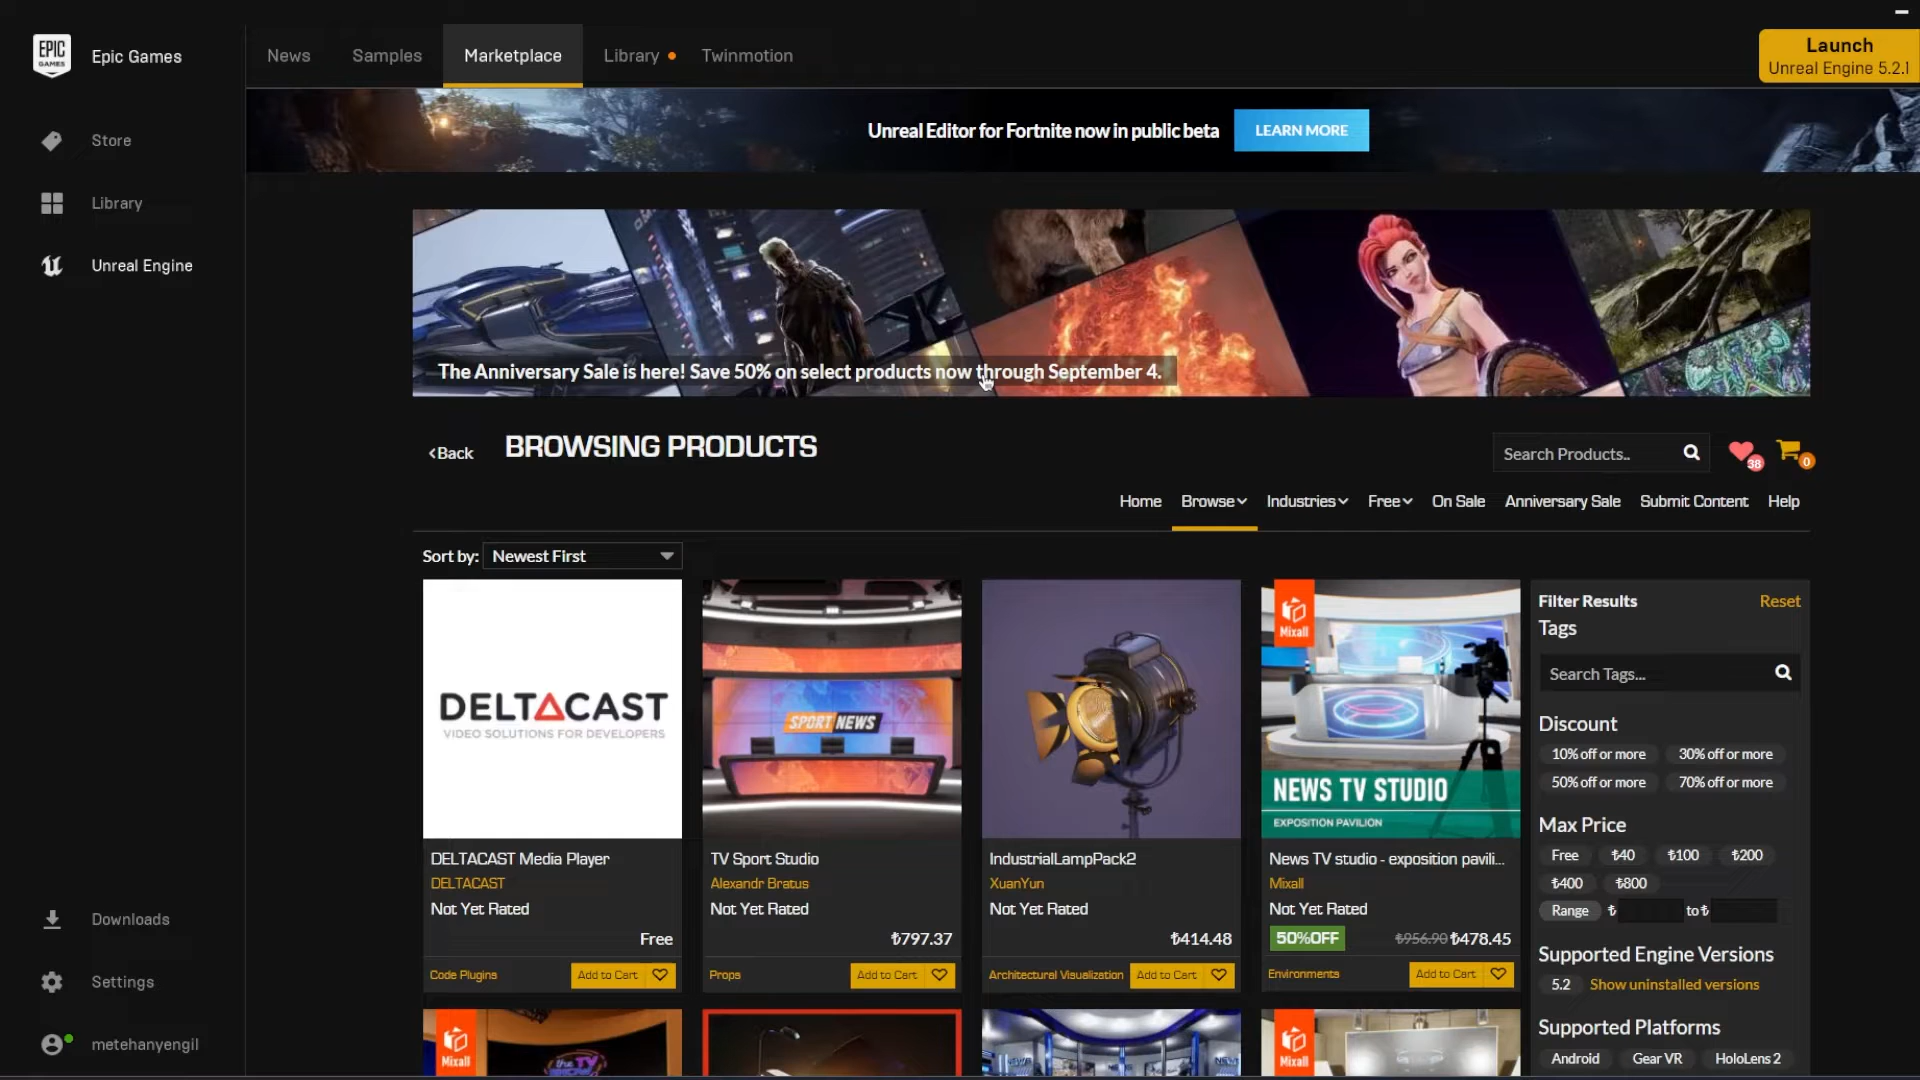 EPIC
GAMES
Epic Games
News
Samples
Marketplace
Library
Twinmotion
Launch
Unreal Engine 5.2.1
Store
Library
Unreal Engine
Unreal Editor for Fortnite now in public beta
LEARN MORE
The Anniversary Sale is here! Save 50% on select products now through September 4.
Back
BROWSING PRODUCTS
Search Products..
38
0
Home
Browse
Industries
Free
On Sale
Anniversary Sale
Submit Content
Help
Sort by:
Newest First
DELTACAST
VIDEO SOLUTIONS FOR DEVELOPERS
DELTACAST Media Player
DELTACAST
Not Yet Rated
Free
Code Plugins
Add to Cart
SPORT NEWS
TV Sport Studio
Alexandr Bratus
Not Yet Rated
₺797.37
Props
Add to Cart
IndustrialLampPack2
XuanYun
Not Yet Rated
₺414.48
Architectural Visualization
Add to Cart
Mixall
NEWS TV STUDIO
EXPOSITION PAVILION
News TV studio - exposition pavili...
Mixall
Not Yet Rated
50%OFF
₺956.90 ₺478.45
Environments
Add to Cart
Filter Results
Reset
Tags
Search Tags...
Discount
10% off or more
30% off or more
50% off or more
70% off or more
Max Price
Free
₺40
₺100
₺200
₺400
₺800
Range
₺
to ₺
Supported Engine Versions
5.2
Show uninstalled versions
Supported Platforms
Android
Gear VR
HoloLens 2
Mixall
Mixall
Downloads
Settings
metehanyengil